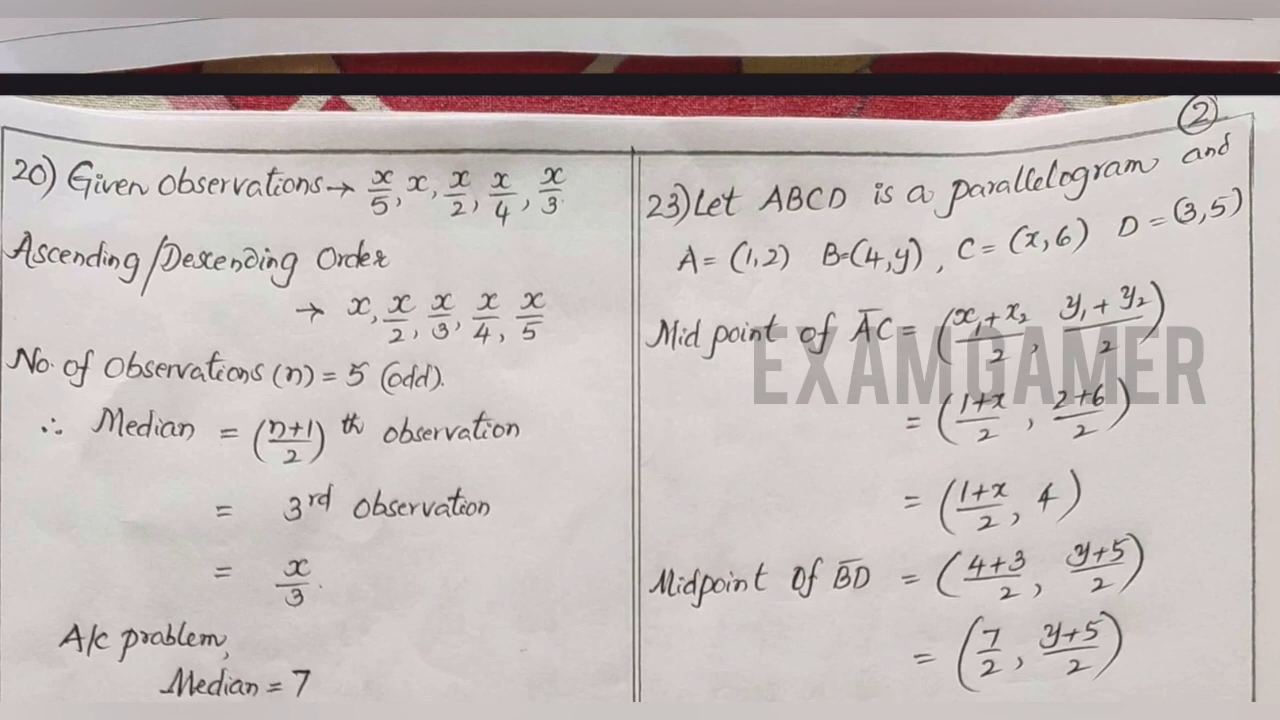 ②
20) Given Observations → x/5, x, x/2, x/4, x/3.
Ascending/Descending Order
→ x, x/2, x/3, x/4, x/5
No. of Observations (n) = 5 (odd).
∴ Median = (n+1/2)th observation
= 3rd Observation
= x/3.
A/c problem,
Median = 7
23) Let ABCD is a parallelogram and
A = (1,2) B=(4,y), C = (x,6) D = (3,5)
Mid point of AC̅ = (x₁+x₂/2, y₁+y₂/2)
EXAMGAMER
= (1+x/2, 2+6/2)
= (1+x/2, 4)
Midpoint Of BD̅ = (4+3/2, y+5/2)
= (7/2, y+5/2)